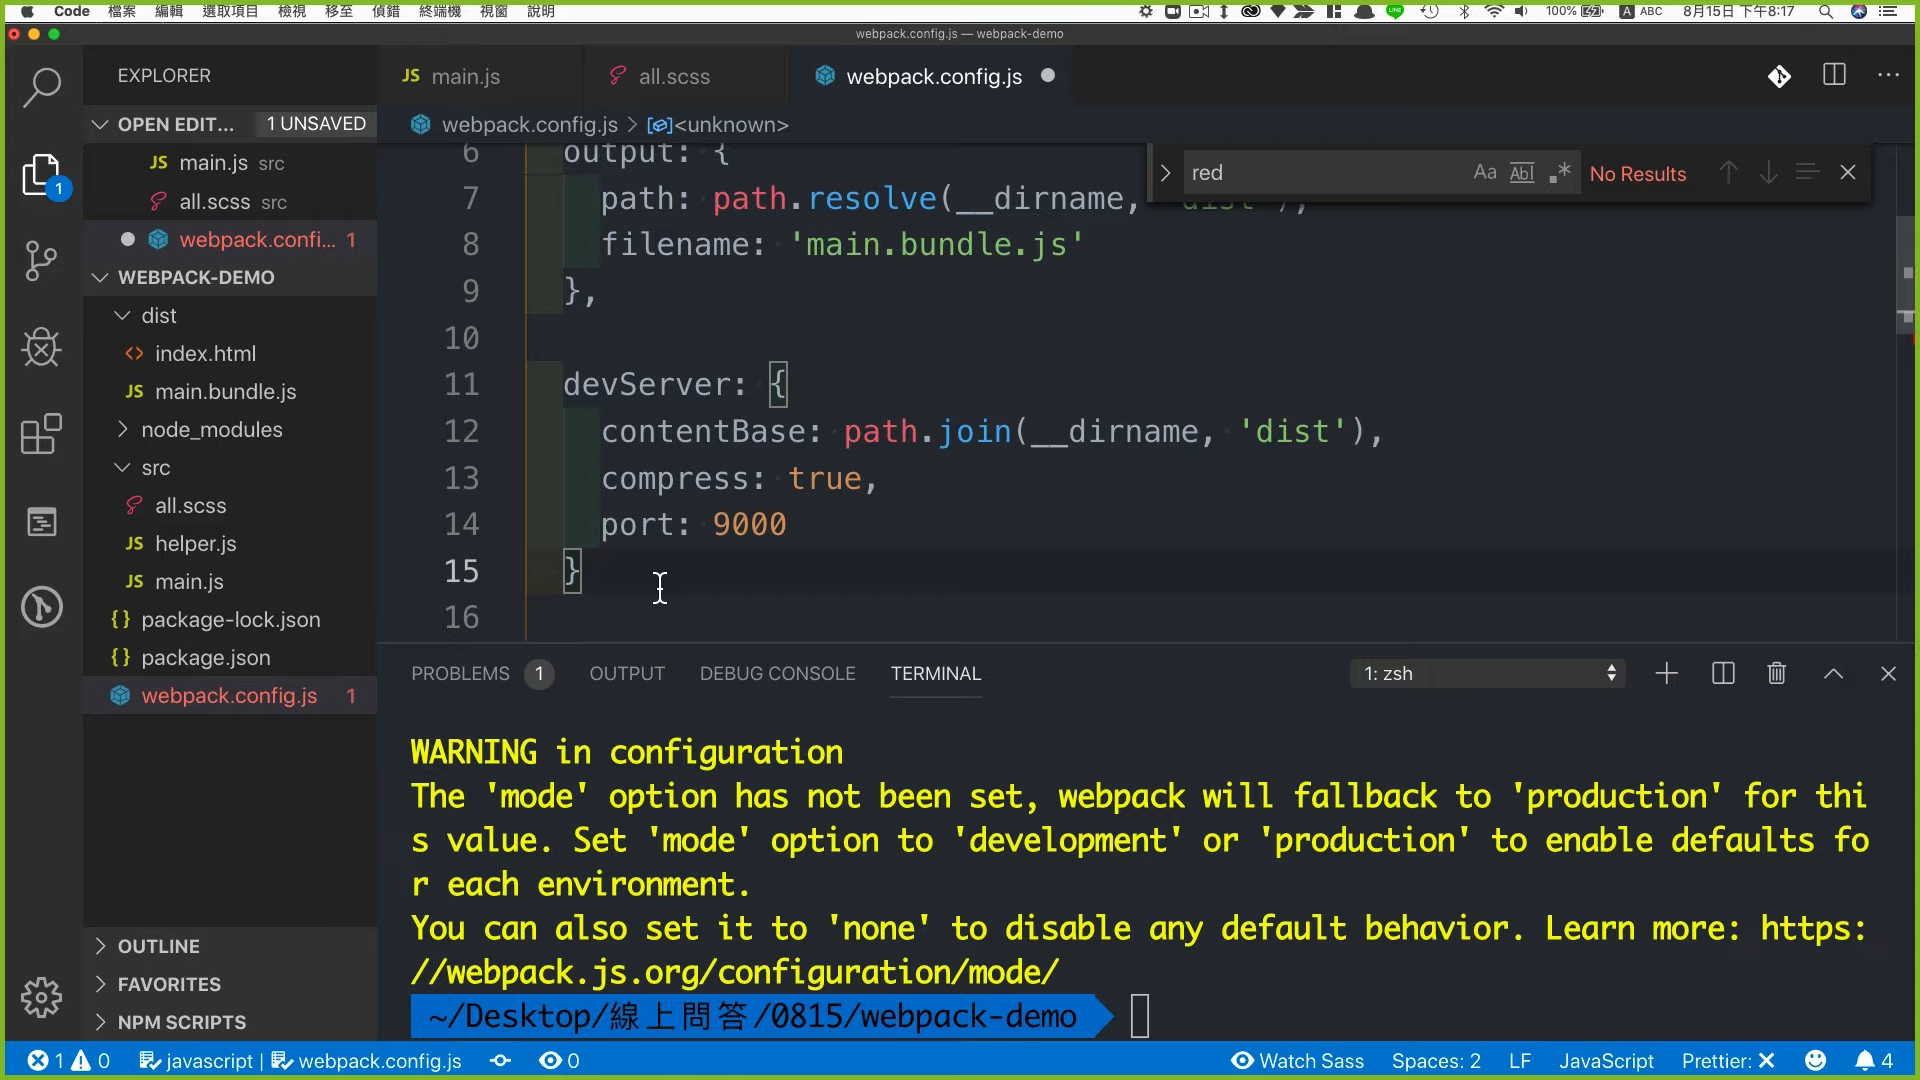 Code 檔案 編輯 選取項目 檢視 移至 偵錯 終端機 視窗 說明 100% A ABC 8月15日 下午8:17
webpack.config.js — webpack-demo
EXPLORER
OPEN EDIT... 1 UNSAVED
JS main.js src
all.scss src
webpack.confi... 1
WEBPACK-DEMO
dist
<> index.html
JS main.bundle.js
node_modules
src
all.scss
JS helper.js
JS main.js
{} package-lock.json
{} package.json
webpack.config.js 1
OUTLINE
FAVORITES
NPM SCRIPTS
1
JS main.js all.scss webpack.config.js
webpack.config.js > <unknown>
red Aa Abl .* No Results
6 output: {
7 path: path.resolve(__dirname, 'dist'),
8 filename: 'main.bundle.js'
9 },
10
11 devServer: {
12 contentBase: path.join(__dirname, 'dist'),
13 compress: true,
14 port: 9000
15 }
16
PROBLEMS 1 OUTPUT DEBUG CONSOLE TERMINAL 1: zsh
WARNING in configuration
The 'mode' option has not been set, webpack will fallback to 'production' for thi
s value. Set 'mode' option to 'development' or 'production' to enable defaults fo
r each environment.
You can also set it to 'none' to disable any default behavior. Learn more: https:
//webpack.js.org/configuration/mode/
~/Desktop/線上問答/0815/webpack-demo
1 0 javascript | webpack.config.js 0 Watch Sass Spaces: 2 LF JavaScript Prettier: × 4